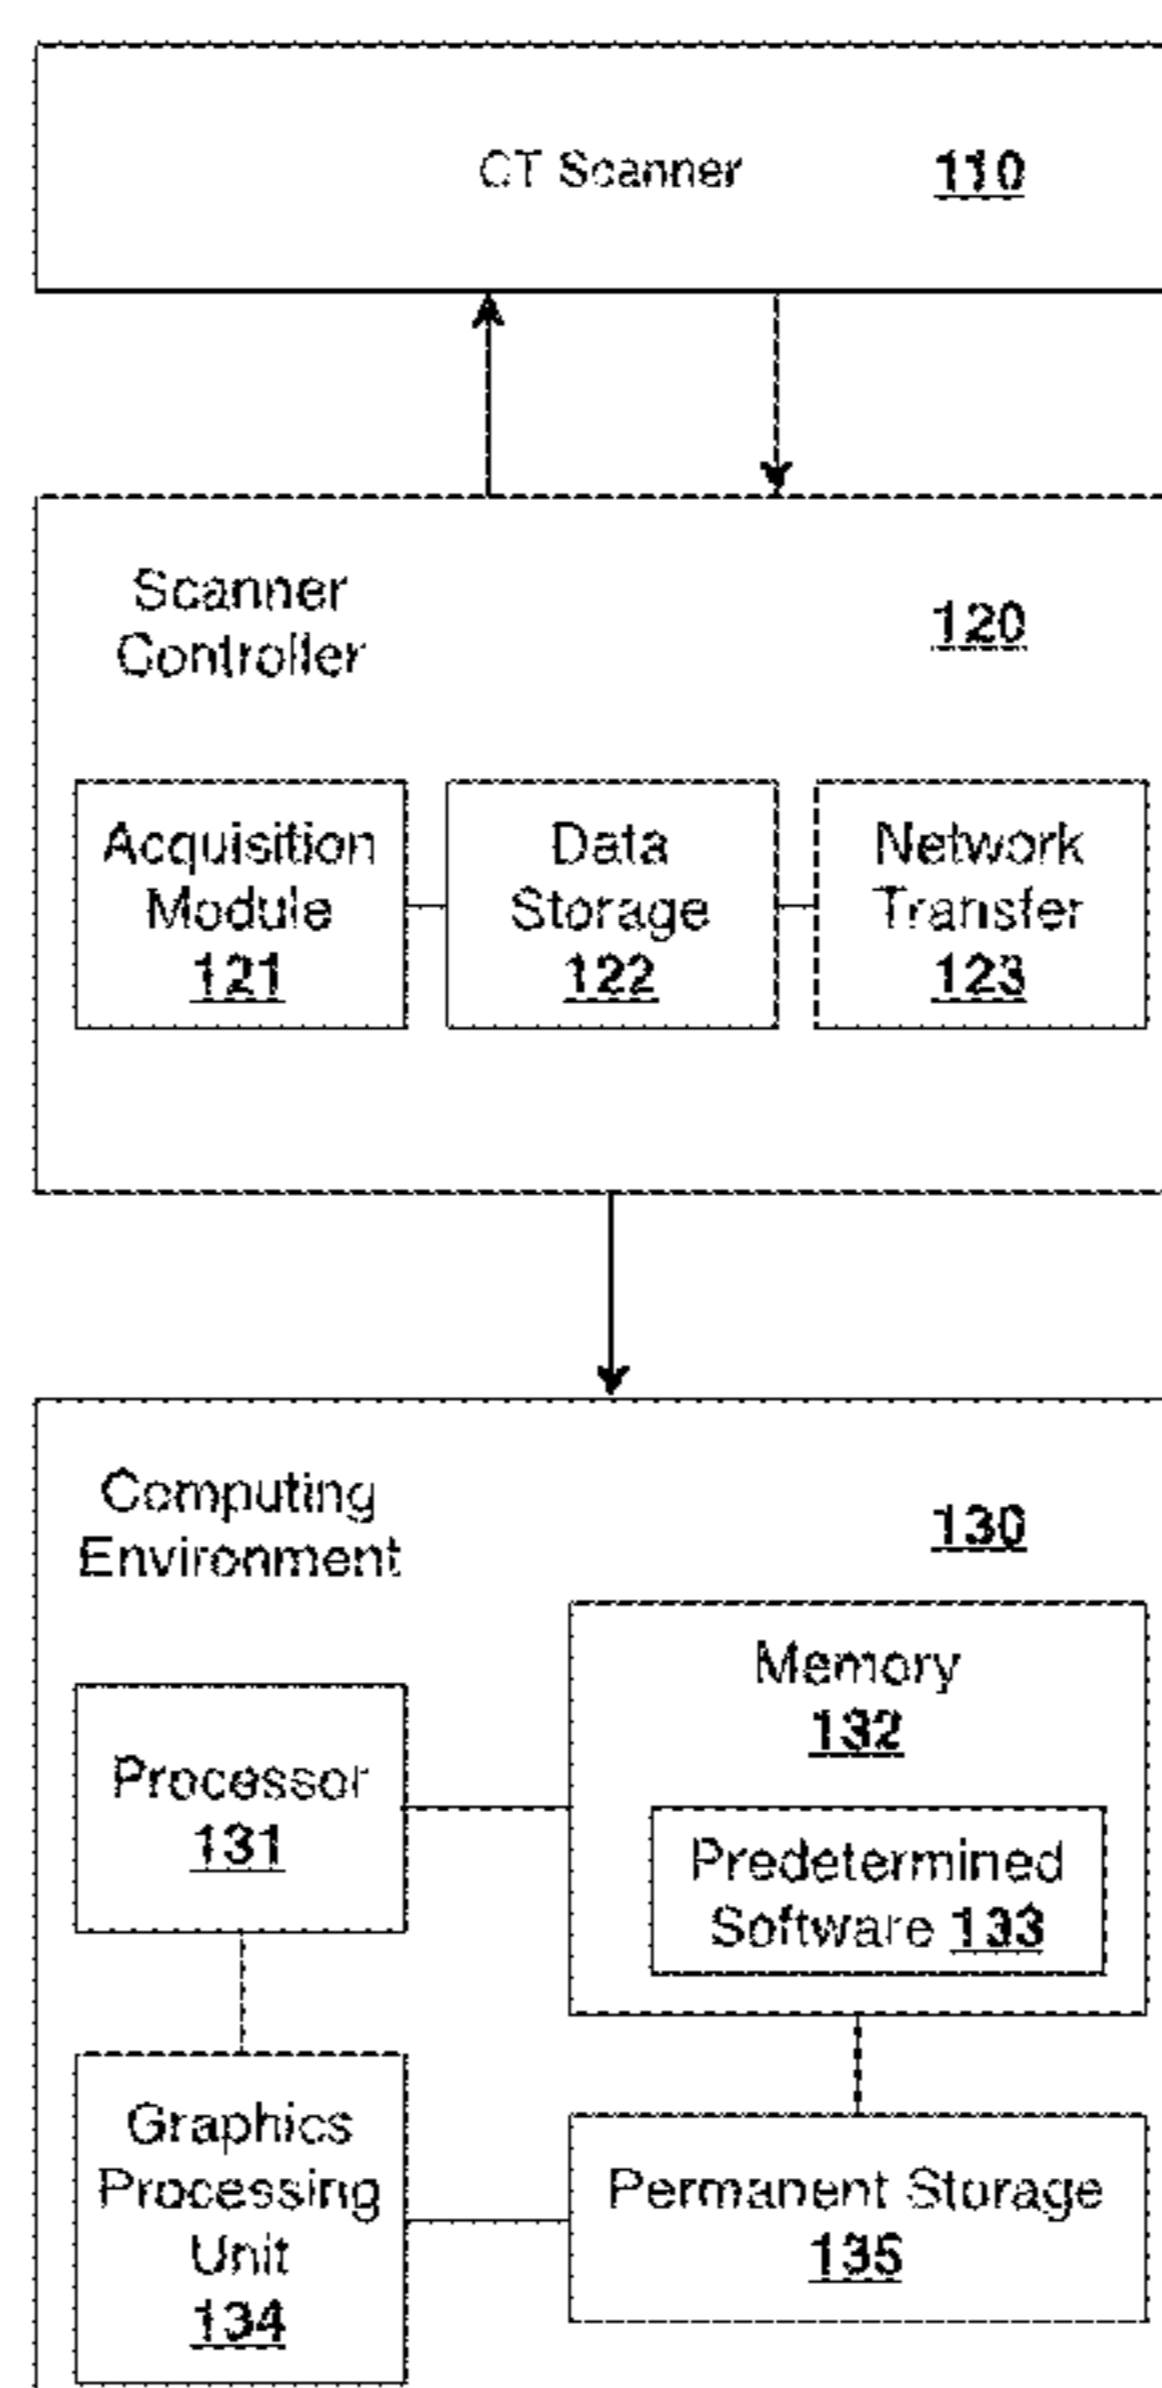 CT Scanner 110
Scanner
Controller
120
Acquisition
Module
121
Data
Storage
122
Network
Transfer
123
Computing
Environment
130
Memory
132
Processor
131
Predetermined
Software 133
Graphics
Processing
Unit
134
Permanent Storage
135